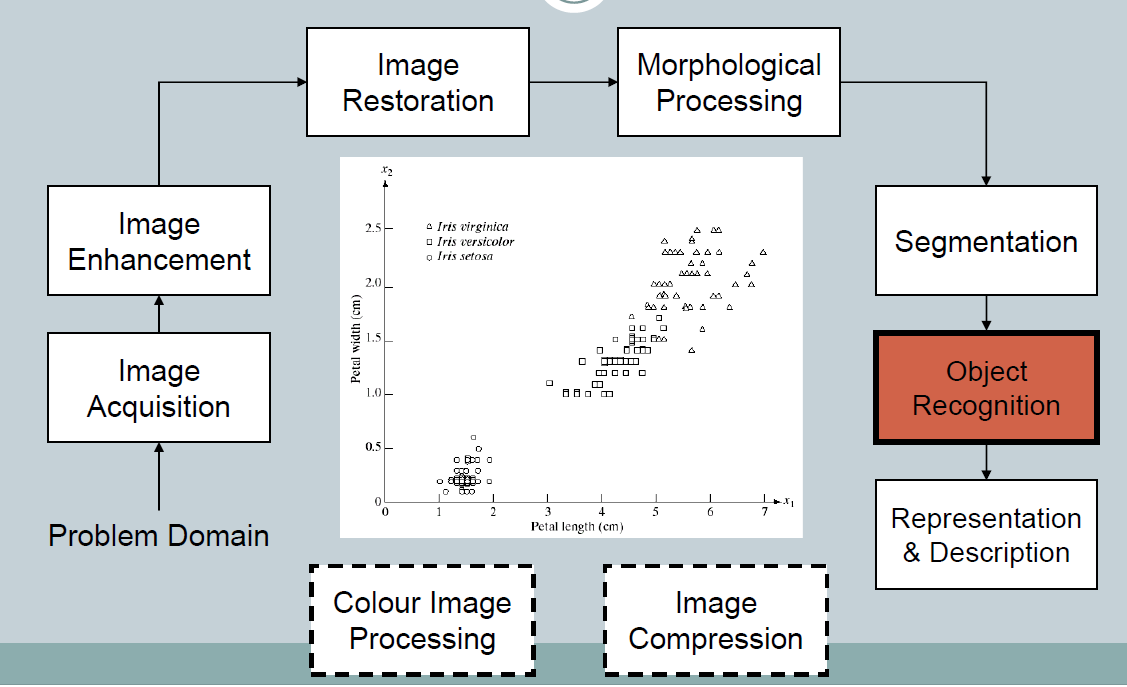 Image
Restoration
Morphological
Processing
Image
Enhancement
Segmentation
Image
Acquisition
Object
Recognition
Problem Domain
Representation
& Description
x2
2.5
2.0
1.5
1.0
0.5
0
Petal width (cm)
Iris virginica
Iris versicolor
Iris setosa
0 1 2 3 4 5 6 7 x1
Petal length (cm)
Colour Image
Processing
Image
Compression